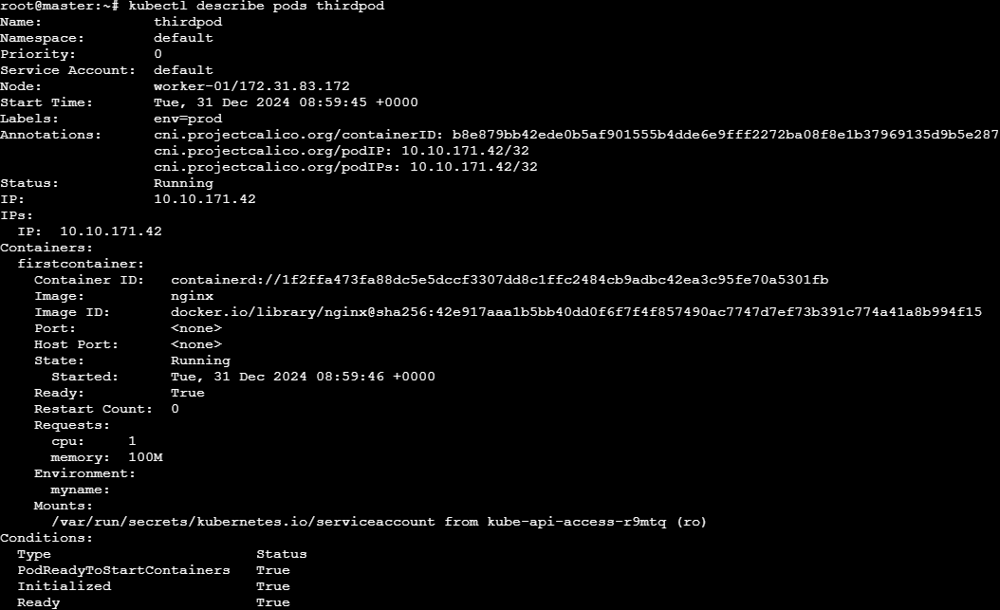 root@master:~# kubectl describe pods thirdpod
Name:             thirdpod
Namespace:        default
Priority:         0
Service Account:  default
Node:             worker-01/172.31.83.172
Start Time:       Tue, 31 Dec 2024 08:59:45 +0000
Labels:           env=prod
Annotations:      cni.projectcalico.org/containerID: b8e879bb42ede0b5af901555b4dde6e9fff2272ba08f8e1b37969135d9b5e287
                  cni.projectcalico.org/podIP: 10.10.171.42/32
                  cni.projectcalico.org/podIPs: 10.10.171.42/32
Status:           Running
IP:               10.10.171.42
IPs:
  IP:  10.10.171.42
Containers:
  firstcontainer:
    Container ID:   containerd://1f2ffa473fa88dc5e5dccf3307dd8c1ffc2484cb9adbc42ea3c95fe70a5301fb
    Image:          nginx
    Image ID:       docker.io/library/nginx@sha256:42e917aaa1b5bb40dd0f6f7f4f857490ac7747d7ef73b391c774a41a8b994f15
    Port:           <none>
    Host Port:      <none>
    State:          Running
      Started:      Tue, 31 Dec 2024 08:59:46 +0000
    Ready:          True
    Restart Count:  0
    Requests:
      cpu:     1
      memory:  100M
    Environment:
      myname:
    Mounts:
      /var/run/secrets/kubernetes.io/serviceaccount from kube-api-access-r9mtq (ro)
Conditions:
  Type                        Status
  PodReadyToStartContainers   True
  Initialized                 True
  Ready                       True